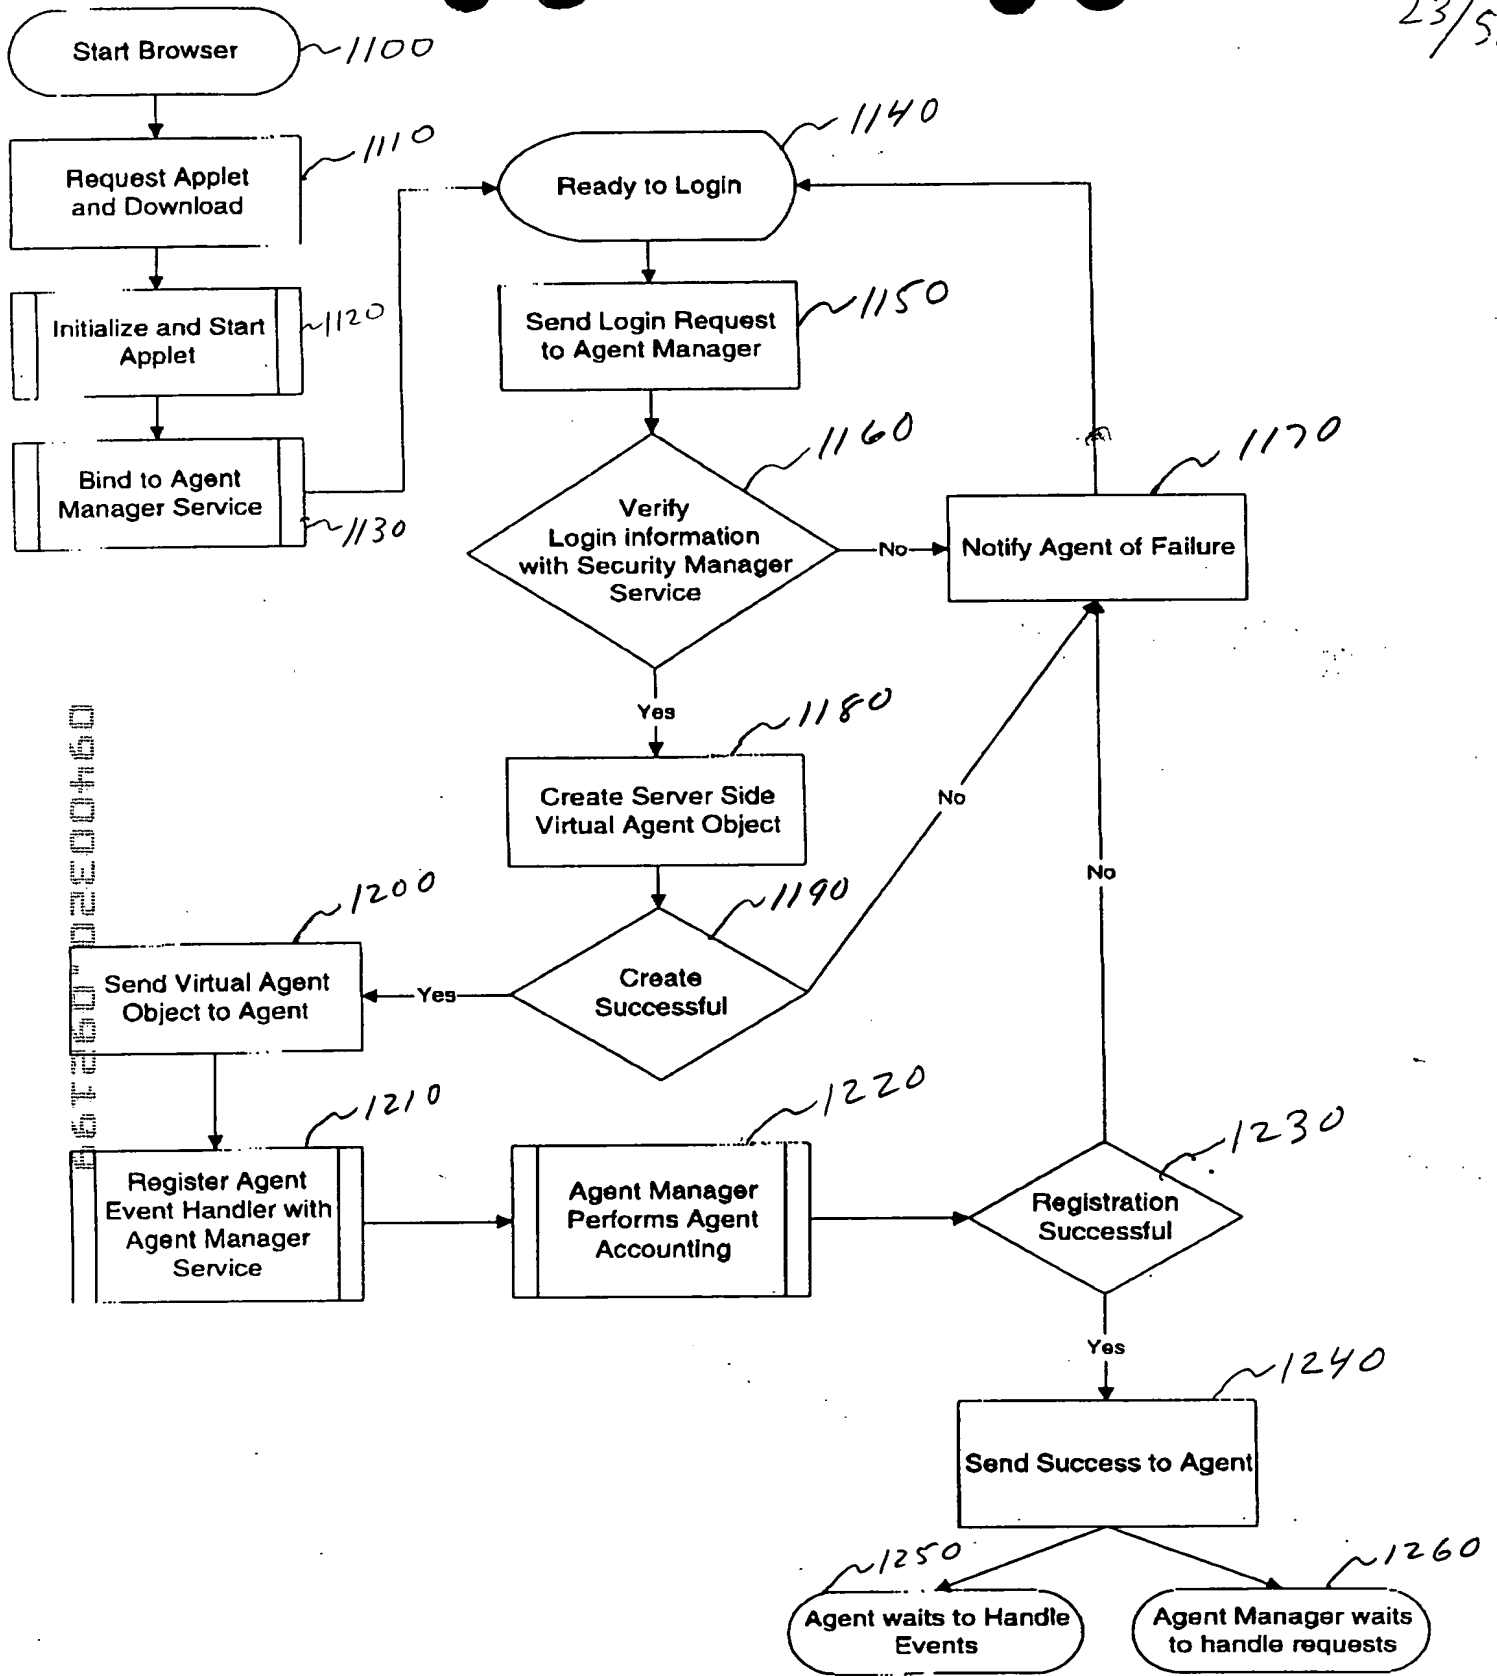 23/5
Start Browser
1100
Request Applet
and Download
1110
Initialize and Start
Applet
1120
Bind to Agent
Manager Service
1130
Ready to Login
1140
Send Login Request
to Agent Manager
1150
Verify
Login information
with Security Manager
Service
1160
No
Notify Agent of Failure
1170
Yes
Create Server Side
Virtual Agent Object
1180
No
No
Create
Successful
1190
Yes
Send Virtual Agent
Object to Agent
1200
Register Agent
Event Handler with
Agent Manager
Service
1210
Agent Manager
Performs Agent
Accounting
1220
Registration
Successful
1230
Yes
Send Success to Agent
1240
Agent waits to Handle
Events
1250
Agent Manager waits
to handle requests
1260